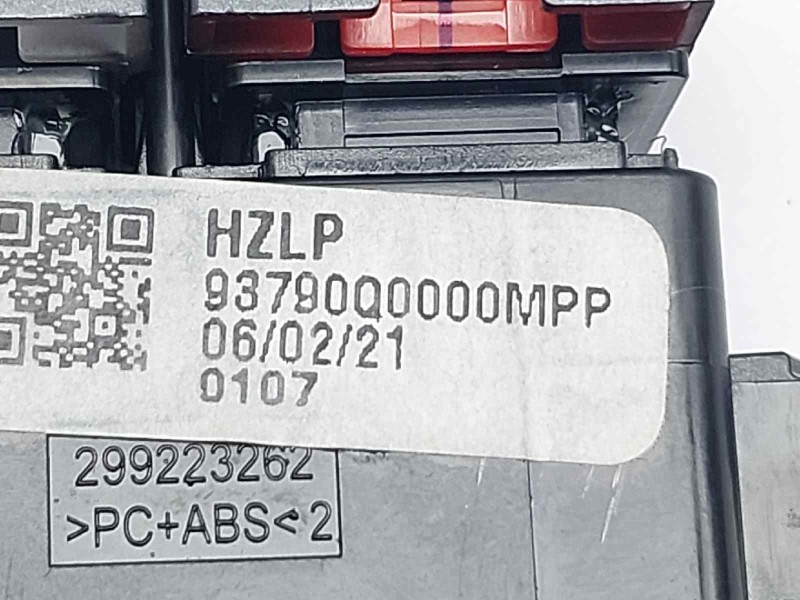 HZLP
93790Q0000MPP
06/02/21
0107
299223262
>PC+ABS<2